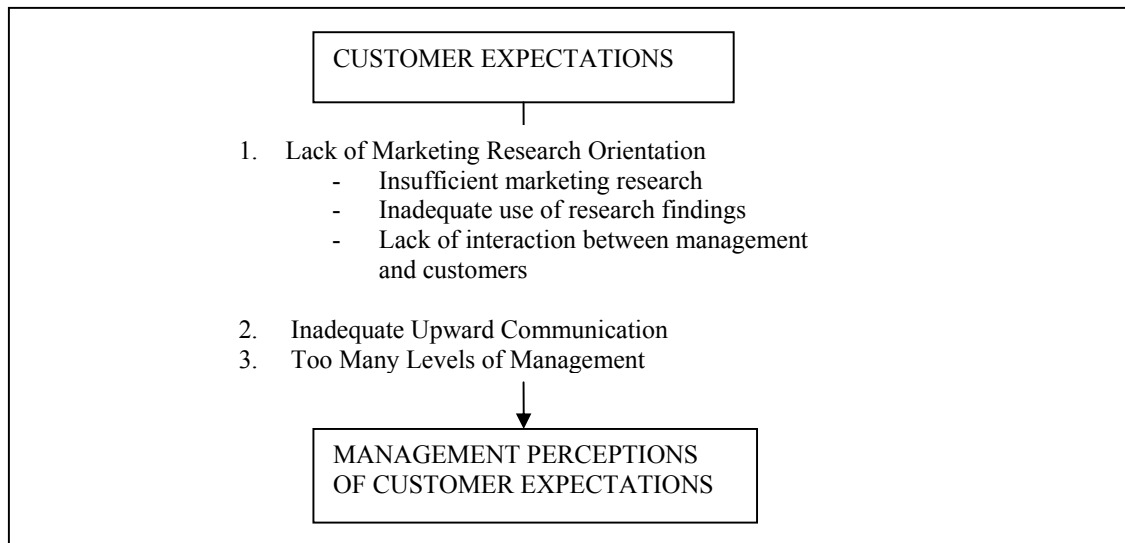 CUSTOMER EXPECTATIONS
1. Lack of Marketing Research Orientation
- Insufficient marketing research
- Inadequate use of research findings
- Lack of interaction between management
and customers
2. Inadequate Upward Communication
3. Too Many Levels of Management
MANAGEMENT PERCEPTIONS
OF CUSTOMER EXPECTATIONS